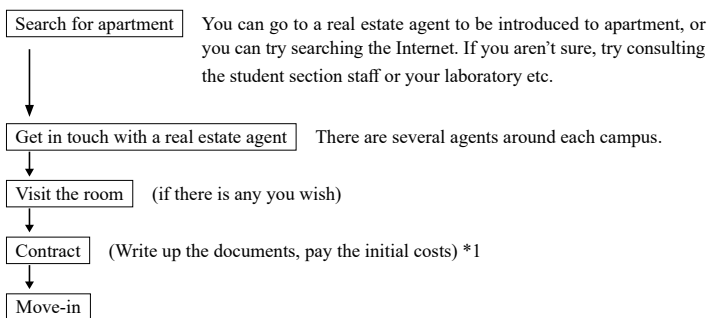 Search for apartment You can go to a real estate agent to be introduced to apartment, or
you can try searching the Internet. If you aren't sure, try consulting
the student section staff or your laboratory etc.
Get in touch with a real estate agent There are several agents around each campus.
Visit the room (if there is any you wish)
Contract (Write up the documents, pay the initial costs) *1
Move-in